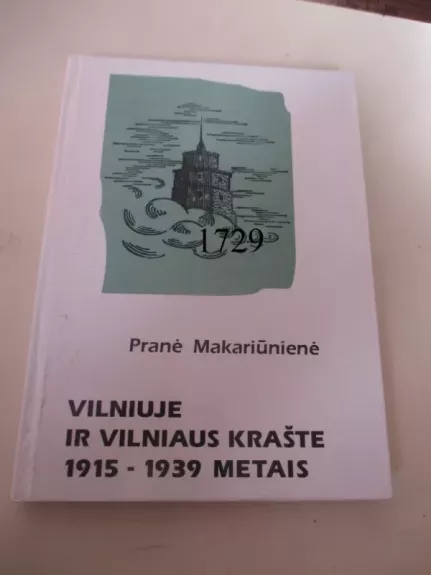 1729
Pranė Makariūnienė
VILNIUJE
IR VILNIAUS KRAŠTE
1915 - 1939 METAIS